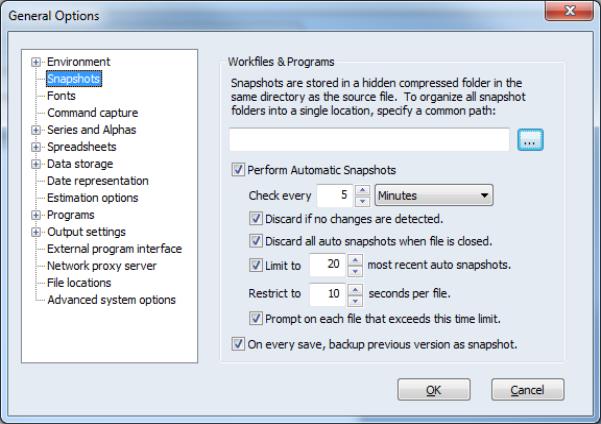 General Options
Environment
Snapshots
Fonts
Command capture
Series and Alphas
Spreadsheets
Data storage
Date representation
Estimation options
Programs
Output settings
External program interface
Network proxy server
File locations
Advanced system options
Workfiles & Programs
Snapshots are stored in a hidden compressed folder in the
same directory as the source file. To organize all snapshot
folders into a single location, specify a common path:
...
Perform Automatic Snapshots
Check every 5 Minutes
Discard if no changes are detected.
Discard all auto snapshots when file is closed.
Limit to 20 most recent auto snapshots.
Restrict to 10 seconds per file.
Prompt on each file that exceeds this time limit.
On every save, backup previous version as snapshot.
OK Cancel